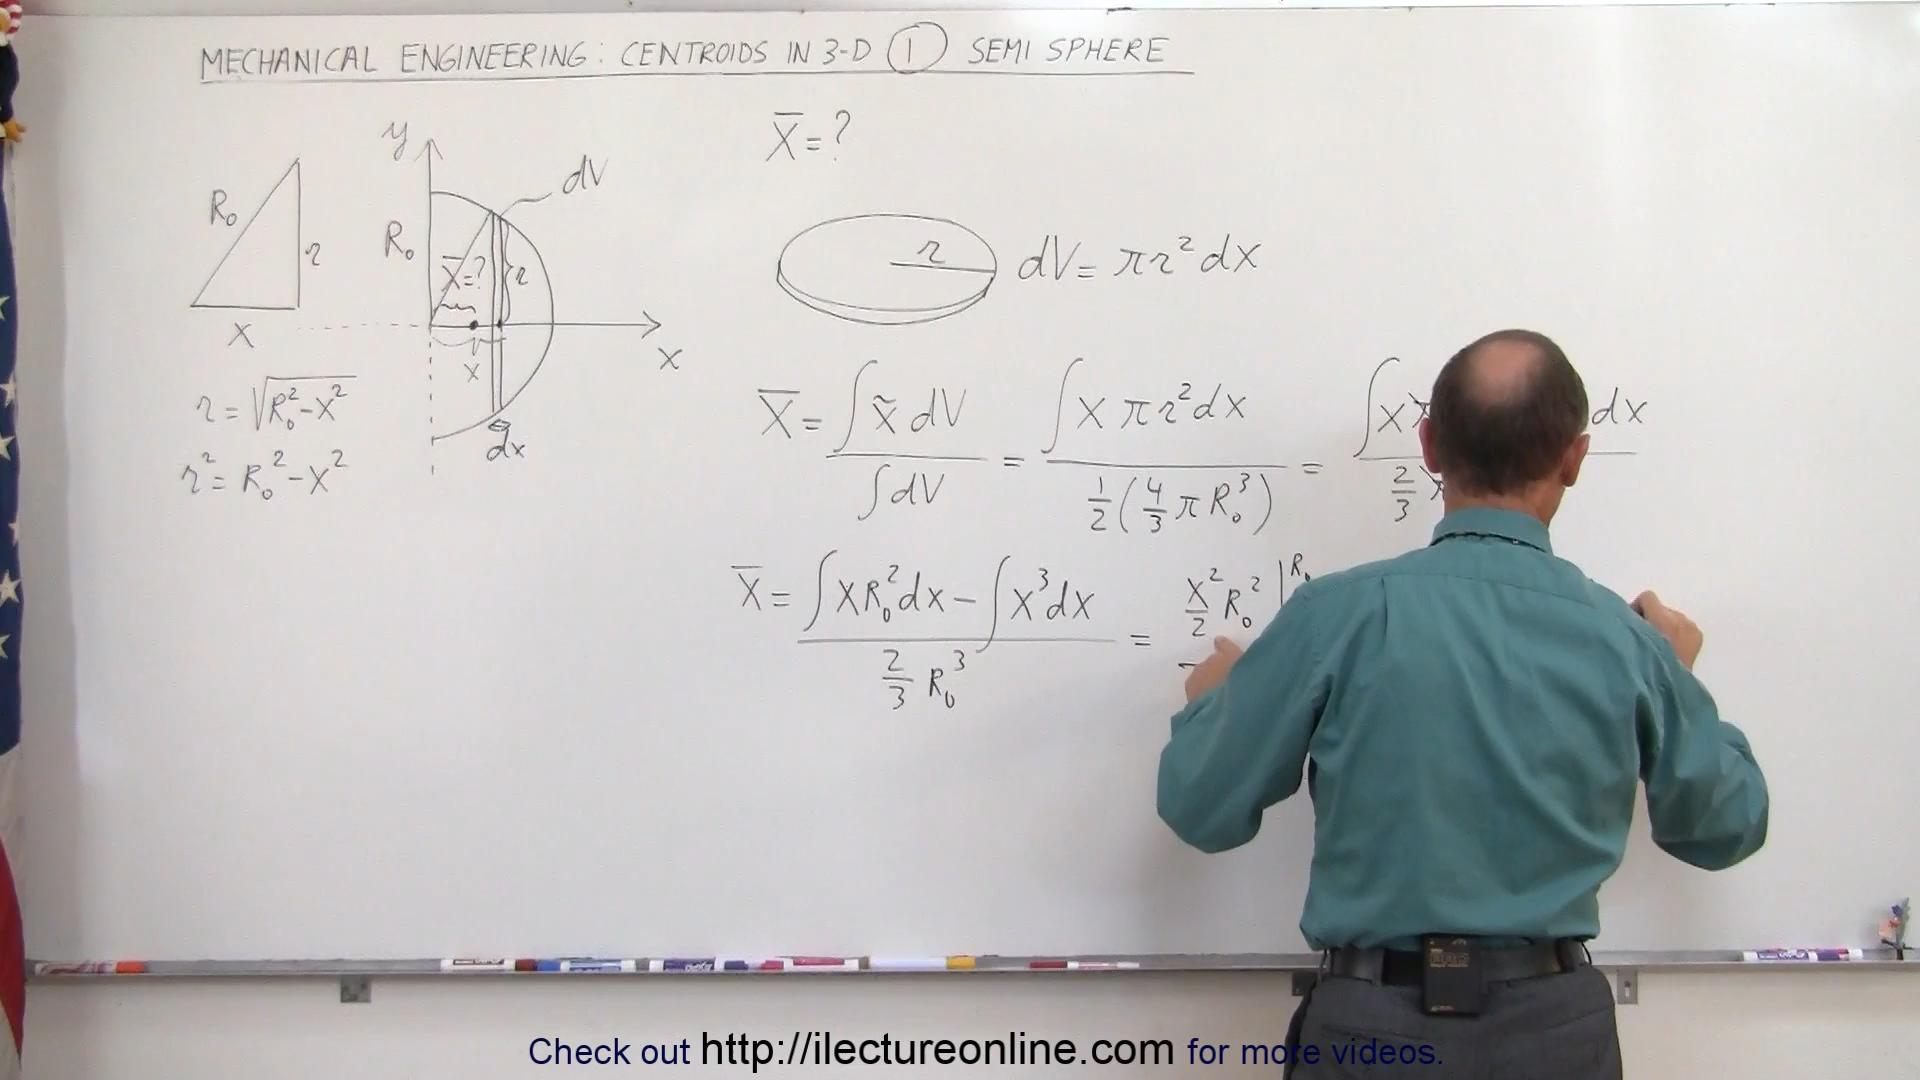 MECHANICAL ENGINEERING: CENTROIDS IN 3-D ① SEMI SPHERE
X̄ = ?
y
dV
R₀
r
x
R₀
X̄=?
r
x
x
dx
r
dV = πr²dx
r = √(R₀²-x²)
r² = R₀²-x²
X̄ = ∫x̃ dV / ∫dV = ∫x πr²dx / ½(4/3 πR₀³) = ∫xπ dx / 2/3 π
X̄ = ∫xR₀²dx - ∫x³dx / 2/3 R₀³ = x²/2 R₀² |R₀
Check out http://ilectureonline.com for more videos.